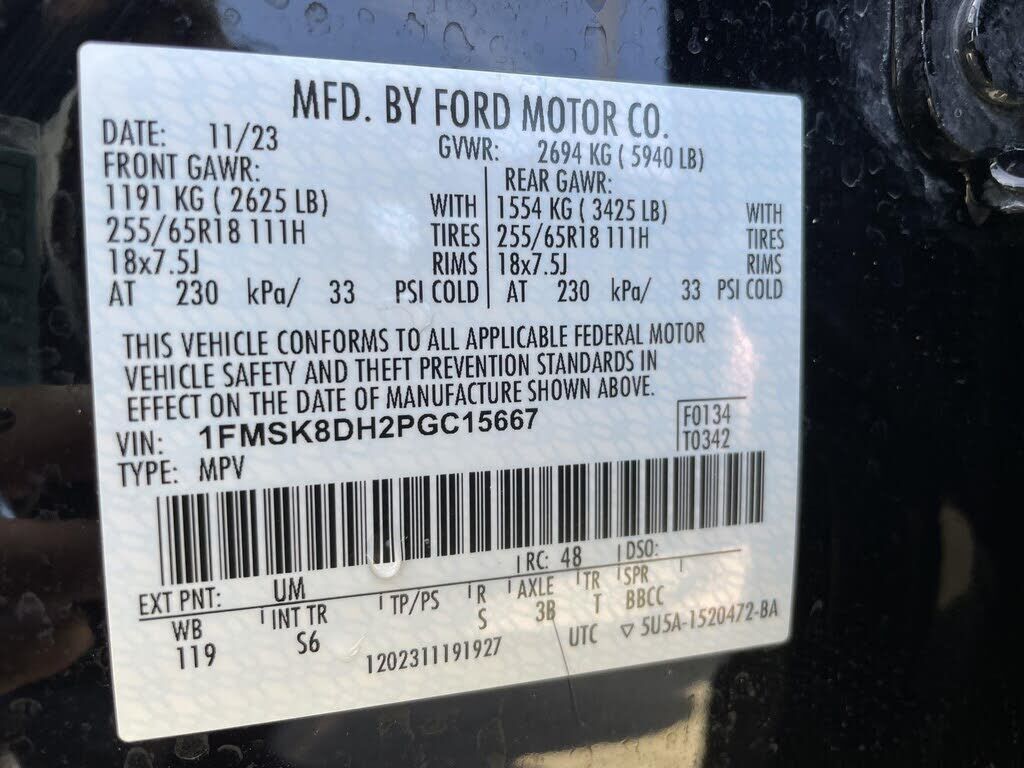 MFD. BY FORD MOTOR CO.
DATE: 11/23 GVWR: 2694 KG ( 5940 LB)
FRONT GAWR: REAR GAWR:
1191 KG ( 2625 LB) WITH 1554 KG ( 3425 LB) WITH
255/65R18 111H TIRES 255/65R18 111H TIRES
18x7.5J RIMS 18x7.5J RIMS
AT 230 kPa/ 33 PSI COLD AT 230 kPa/ 33 PSI COLD
THIS VEHICLE CONFORMS TO ALL APPLICABLE FEDERAL MOTOR
VEHICLE SAFETY AND THEFT PREVENTION STANDARDS IN
EFFECT ON THE DATE OF MANUFACTURE SHOWN ABOVE.
VIN: 1FMSK8DH2PGC15667 F0134
TYPE: MPV T0342
EXT PNT: UM RC: 48 DSO:
WB INT TR TP/PS R AXLE TR SPR
119 S6 S 3B T BBCC
1202311191927 UTC ▽ 5U5A-1520472-BA